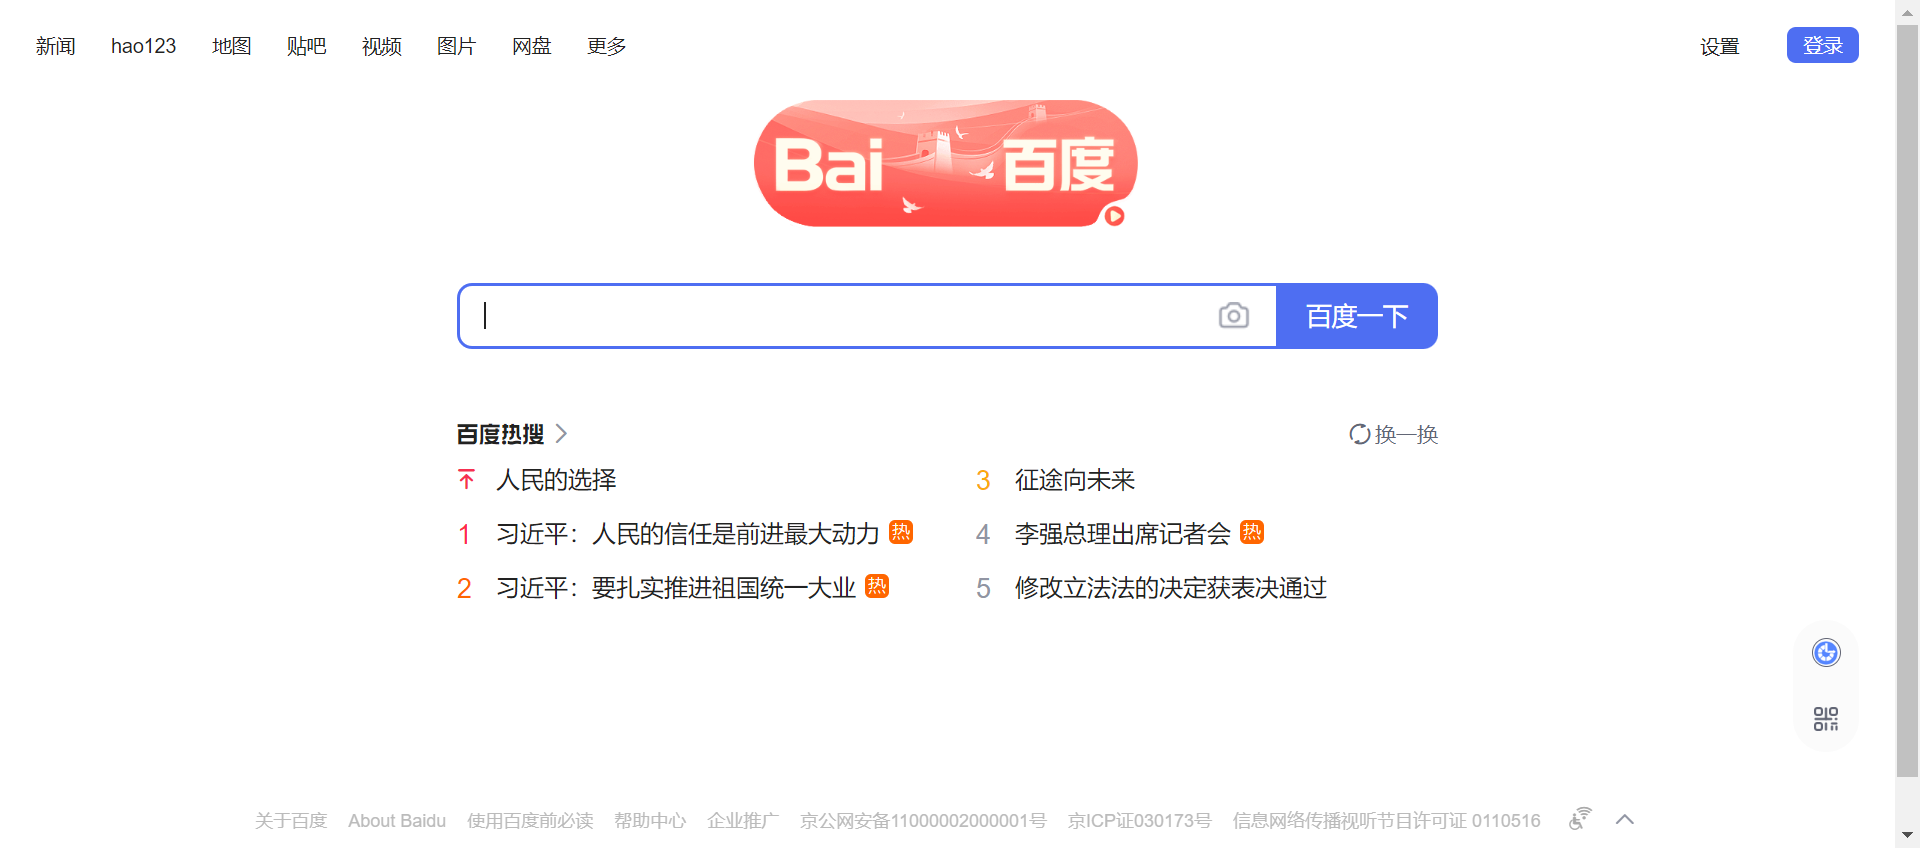 新闻 hao123 地图 贴吧 视频 图片 网盘 更多 设置 登录
Bai 百度
百度一下
百度热搜 换一换
人民的选择
1 习近平：人民的信任是前进最大动力 热
2 习近平：要扎实推进祖国统一大业 热
3 征途向未来
4 李强总理出席记者会 热
5 修改立法法的决定获表决通过
关于百度 About Baidu 使用百度前必读 帮助中心 企业推广 京公网安备11000002000001号 京ICP证030173号 信息网络传播视听节目许可证 0110516